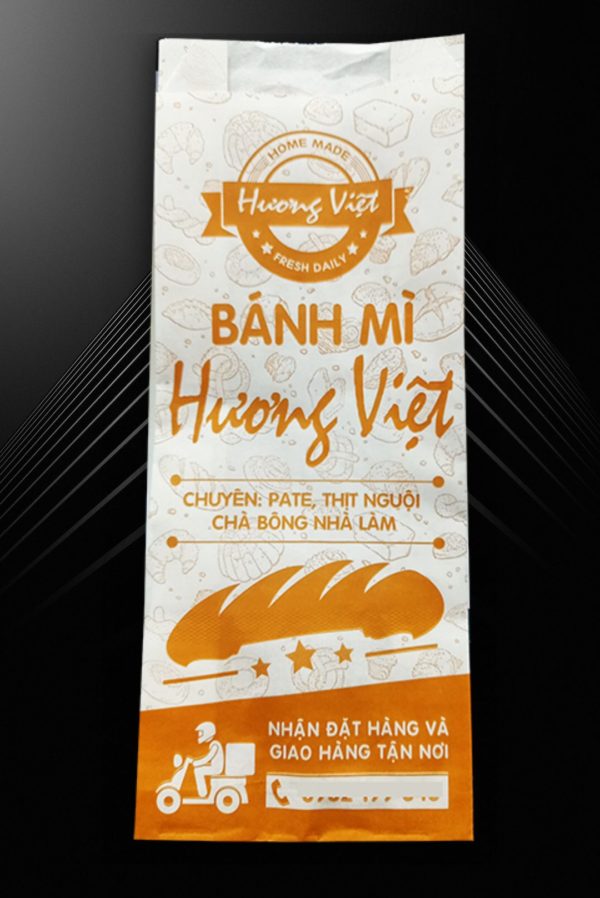 HOME MADE
Hương Việt
FRESH DAILY
BÁNH MÌ
Hương Việt
CHUYÊN: PATE, THỊT NGUỘI
CHÀ BÔNG NHÀ LÀM
NHẬN ĐẶT HÀNG VÀ
GIAO HÀNG TẬN NƠI